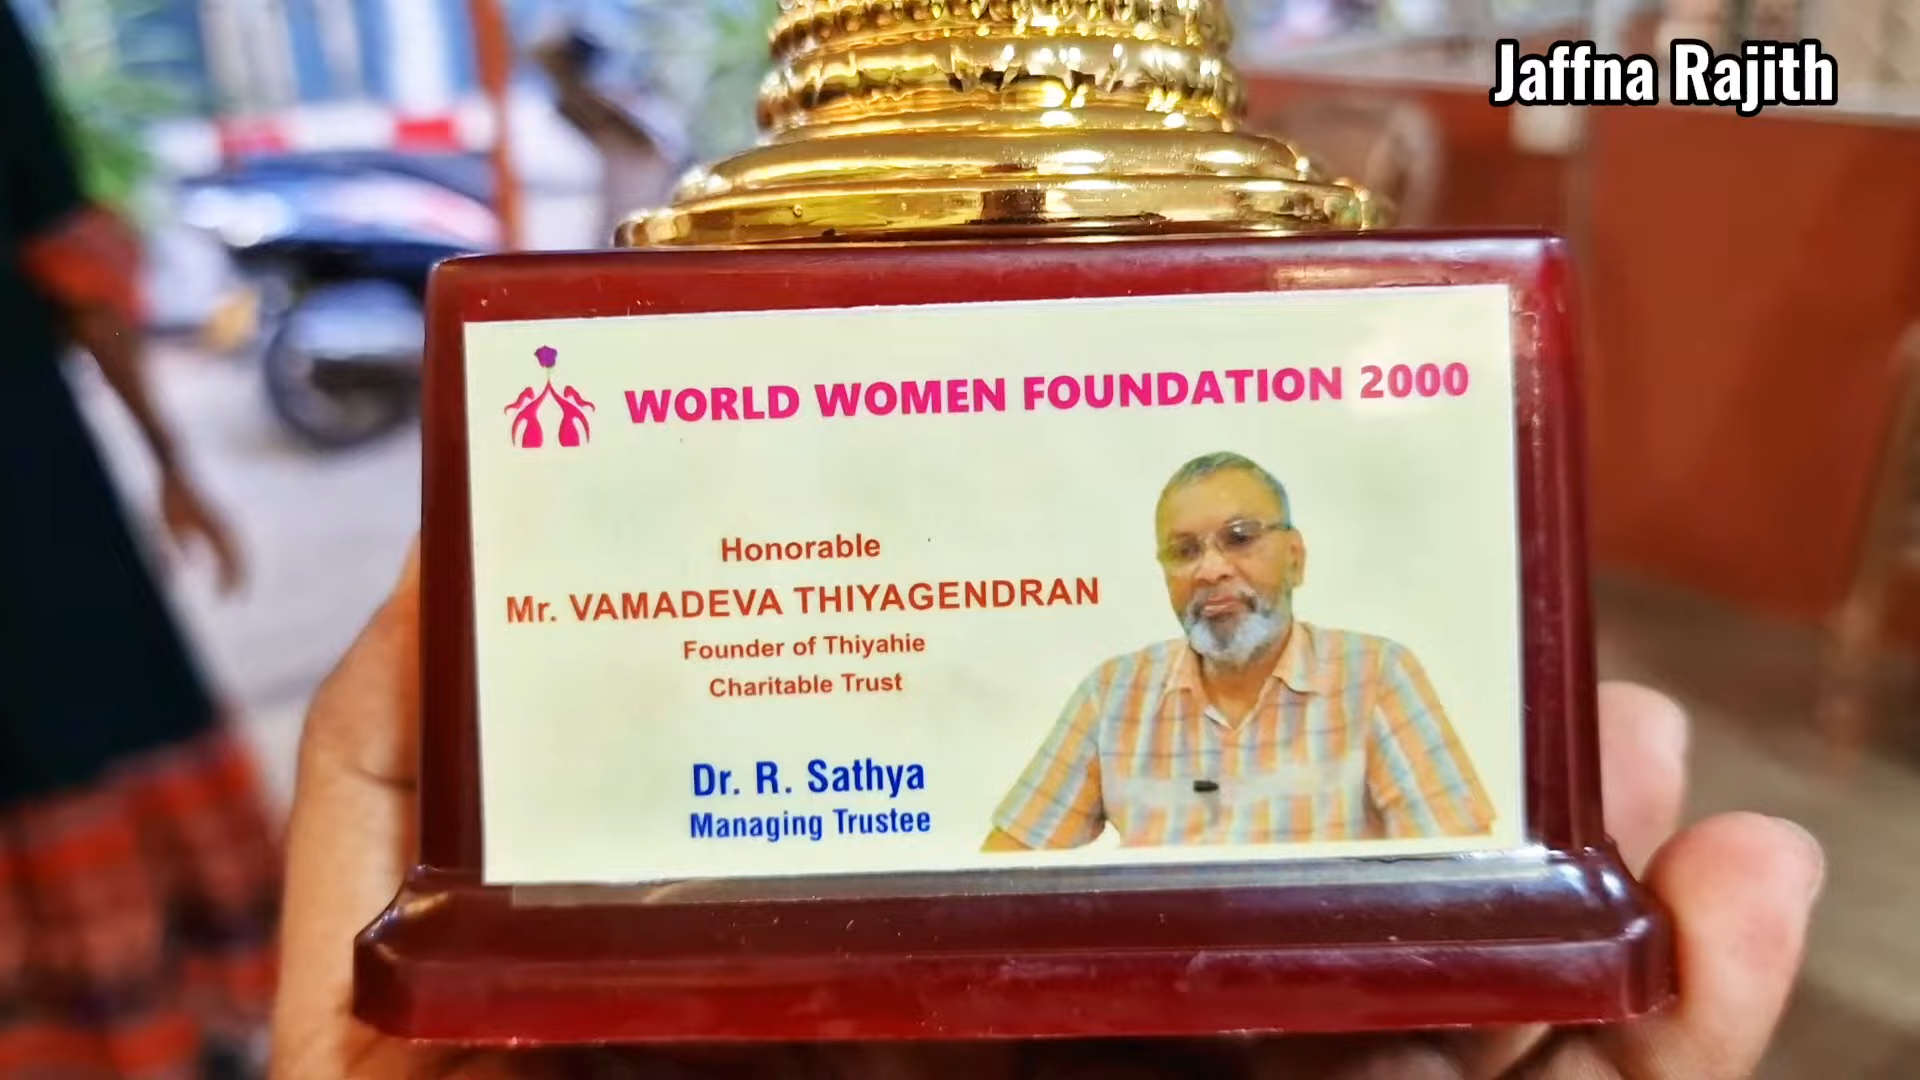 Jaffna Rajith
WORLD WOMEN FOUNDATION 2000
Honorable
Mr. VAMADEVA THIYAGENDRAN
Founder of Thiyahie
Charitable Trust
Dr. R. Sathya
Managing Trustee